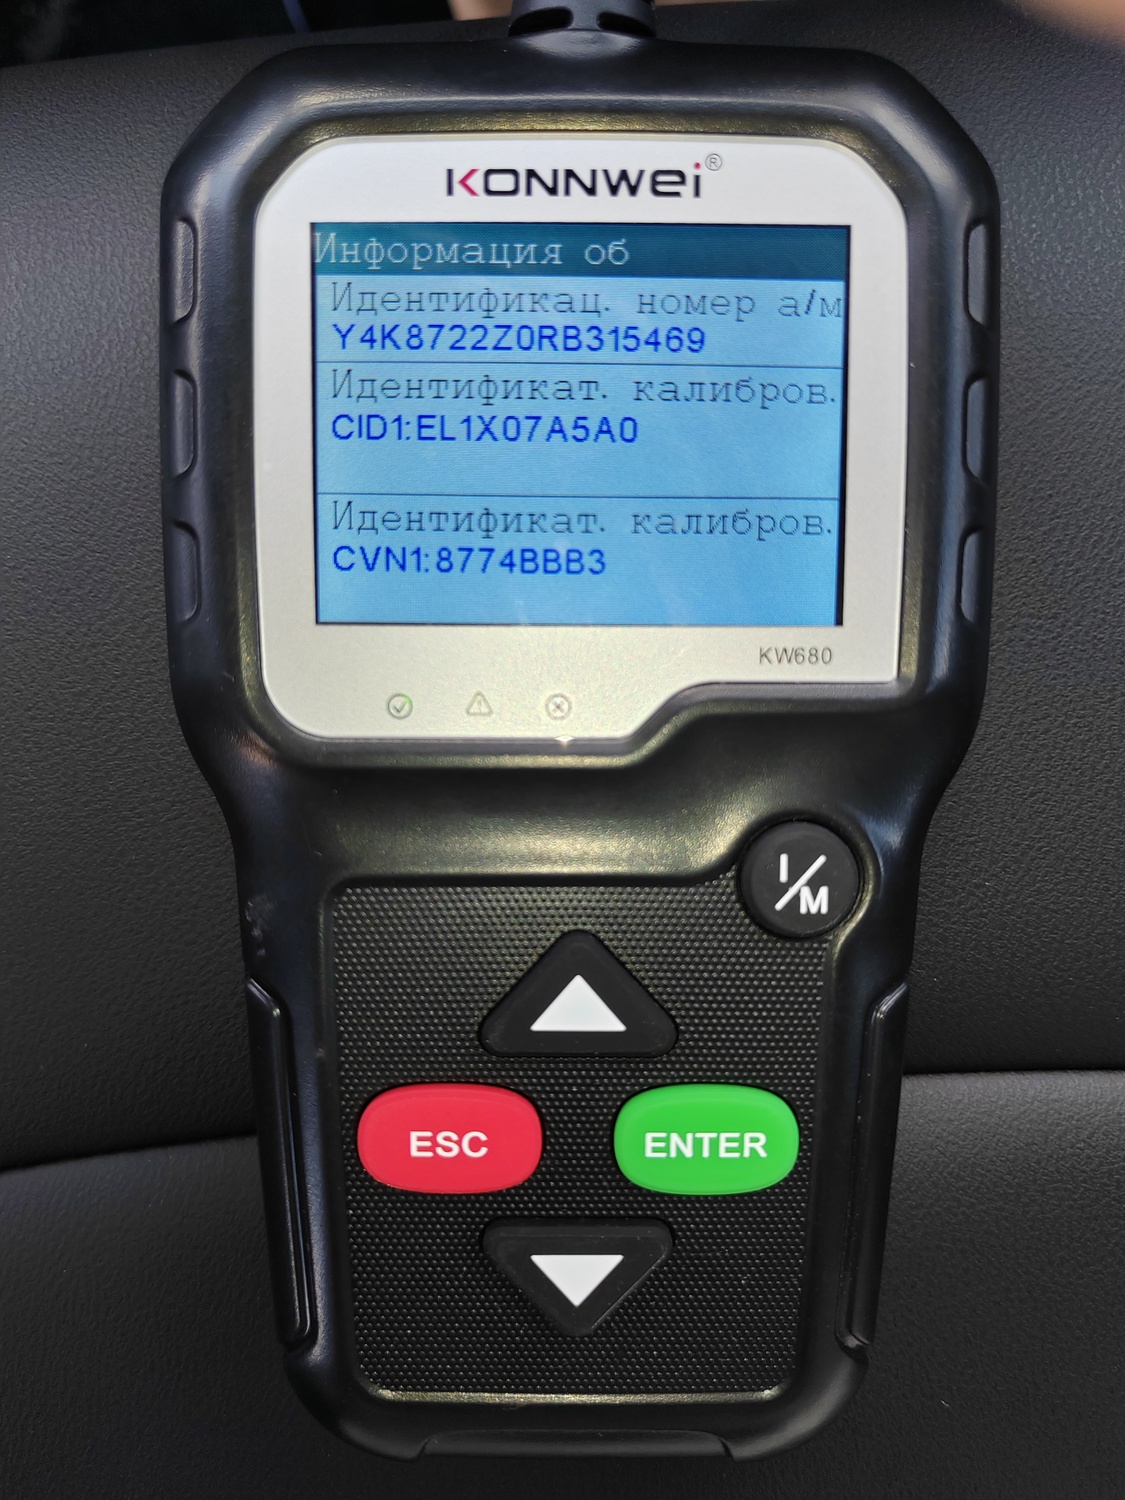 KONNWEI®
Информация об
Идентификац. номер а/м
Y4K8722Z0RB315469
Идентификат. калибров.
CID1:EL1X07A5A0
Идентификат. калибров.
CVN1:8774BBB3
KW680
I/M
ESC
ENTER